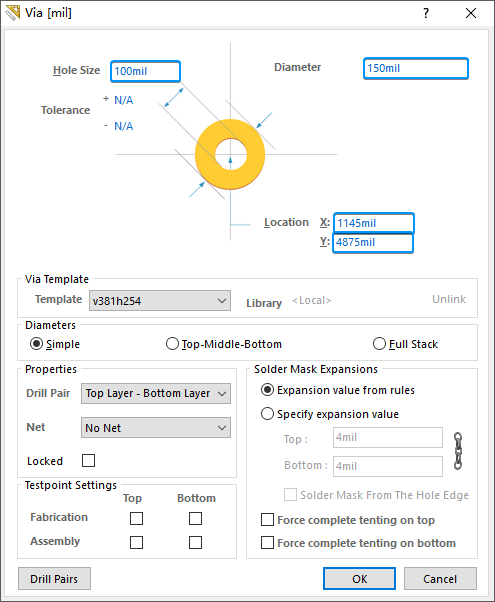 Via [mil]
?
Hole Size 100mil
Diameter 150mil
Tolerance + N/A
- N/A
Location X: 1145mil
Y: 4875mil
Via Template
Template v381h254 Library <Local> Unlink
Diameters
Simple Top-Middle-Bottom Full Stack
Properties
Drill Pair Top Layer - Bottom Layer
Net No Net
Locked
Solder Mask Expansions
Expansion value from rules
Specify expansion value
Top : 4mil
Bottom : 4mil
Solder Mask From The Hole Edge
Force complete tenting on top
Force complete tenting on bottom
Testpoint Settings
Top Bottom
Fabrication
Assembly
Drill Pairs OK Cancel